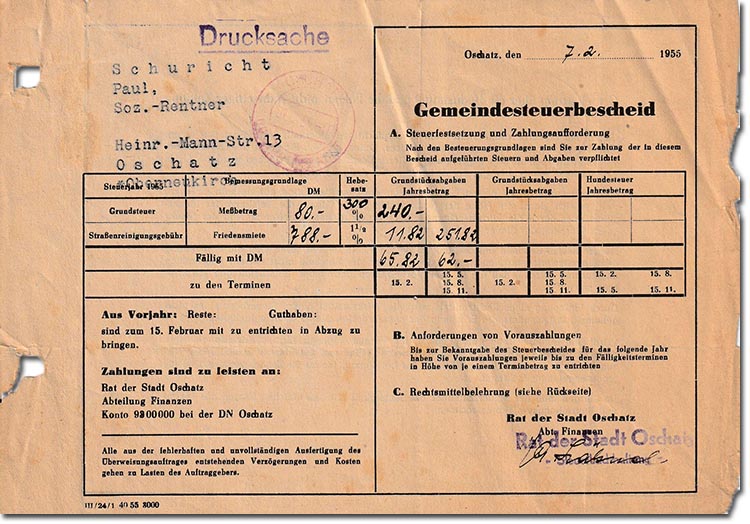 Drucksache
Schuricht
Paul,
Soz.-Rentner
Heinr.-Mann-Str.13
Oschatz
Oschatz, den 7.2. 1955
Gemeindesteuerbescheid
A. Steuerfestsetzung und Zahlungsaufforderung
Nach den Besteuerungsgrundlagen sind Sie zur Zahlung der in diesem
Bescheid aufgeführten Steuern und Abgaben verpflichtet
Steuerjahr 1955 Bemessungsgrundlage DM Hebesatz Grundstücksabgaben Jahresbetrag Grundstücksabgaben Jahresbetrag Hundesteuer Jahresbetrag
Grundsteuer Meßbetrag 80.- 300 % 240.-
Straßenreinigungsgebühr Friedensmiete 788.- 1 1/2 % 11.82 251.82
Fällig mit DM 65.82 62.-
zu den Terminen 15. 2. 15. 5. 15. 8. 15. 11. 15. 2. 15. 5. 15. 8. 15. 11. 15. 2. 15. 5. 15. 8. 15. 11.
Aus Vorjahr: Reste: Guthaben:
sind zum 15. Februar mit zu entrichten in Abzug zu
bringen.
Zahlungen sind zu leisten an:
Rat der Stadt Oschatz
Abteilung Finanzen
Konto 9300000 bei der DN Oschatz
Alle aus der fehlerhaften und unvollständigen Ausfertigung des
Überweisungsauftrages entstehenden Verzögerungen und Kosten
gehen zu Lasten des Auftraggebers.
B. Anforderungen von Vorauszahlungen
Bis zur Bekanntgabe des Steuerbescheides für das folgende Jahr
haben Sie Vorauszahlungen jeweils bis zu den Fälligkeitsterminen
in Höhe von je einem Terminbetrag zu entrichten
C. Rechtsmittelbelehrung (siehe Rückseite)
Rat der Stadt Oschatz
Abt. Finanzen
Rat der Stadt Oschatz
III/24/1 40 55 3000